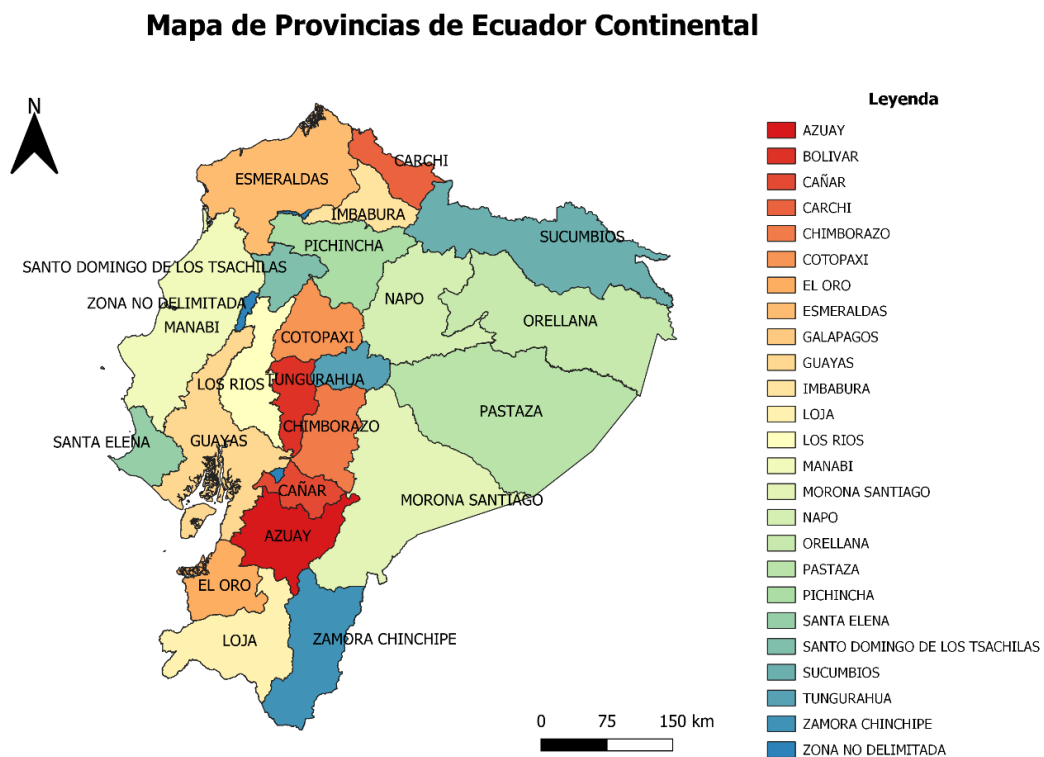 Mapa de Provincias de Ecuador Continental
N
Leyenda
AZUAY
BOLIVAR
CAÑAR
CARCHI
CHIMBORAZO
COTOPAXI
EL ORO
ESMERALDAS
GALAPAGOS
GUAYAS
IMBABURA
LOJA
LOS RIOS
MANABI
MORONA SANTIAGO
NAPO
ORELLANA
PASTAZA
PICHINCHA
SANTA ELENA
SANTO DOMINGO DE LOS TSACHILAS
SUCUMBIOS
TUNGURAHUA
ZAMORA CHINCHIPE
ZONA NO DELIMITADA
CARCHI
ESMERALDAS
IMBABURA
SUCUMBIOS
PICHINCHA
SANTO DOMINGO DE LOS TSACHILAS
NAPO
ZONA NO DELIMITADA
ORELLANA
MANABI
COTOPAXI
TUNGURAHUA
LOS RIOS
PASTAZA
CHIMBORAZO
SANTA ELENA
GUAYAS
CAÑAR
MORONA SANTIAGO
AZUAY
EL ORO
LOJA
ZAMORA CHINCHIPE
0 75 150 km